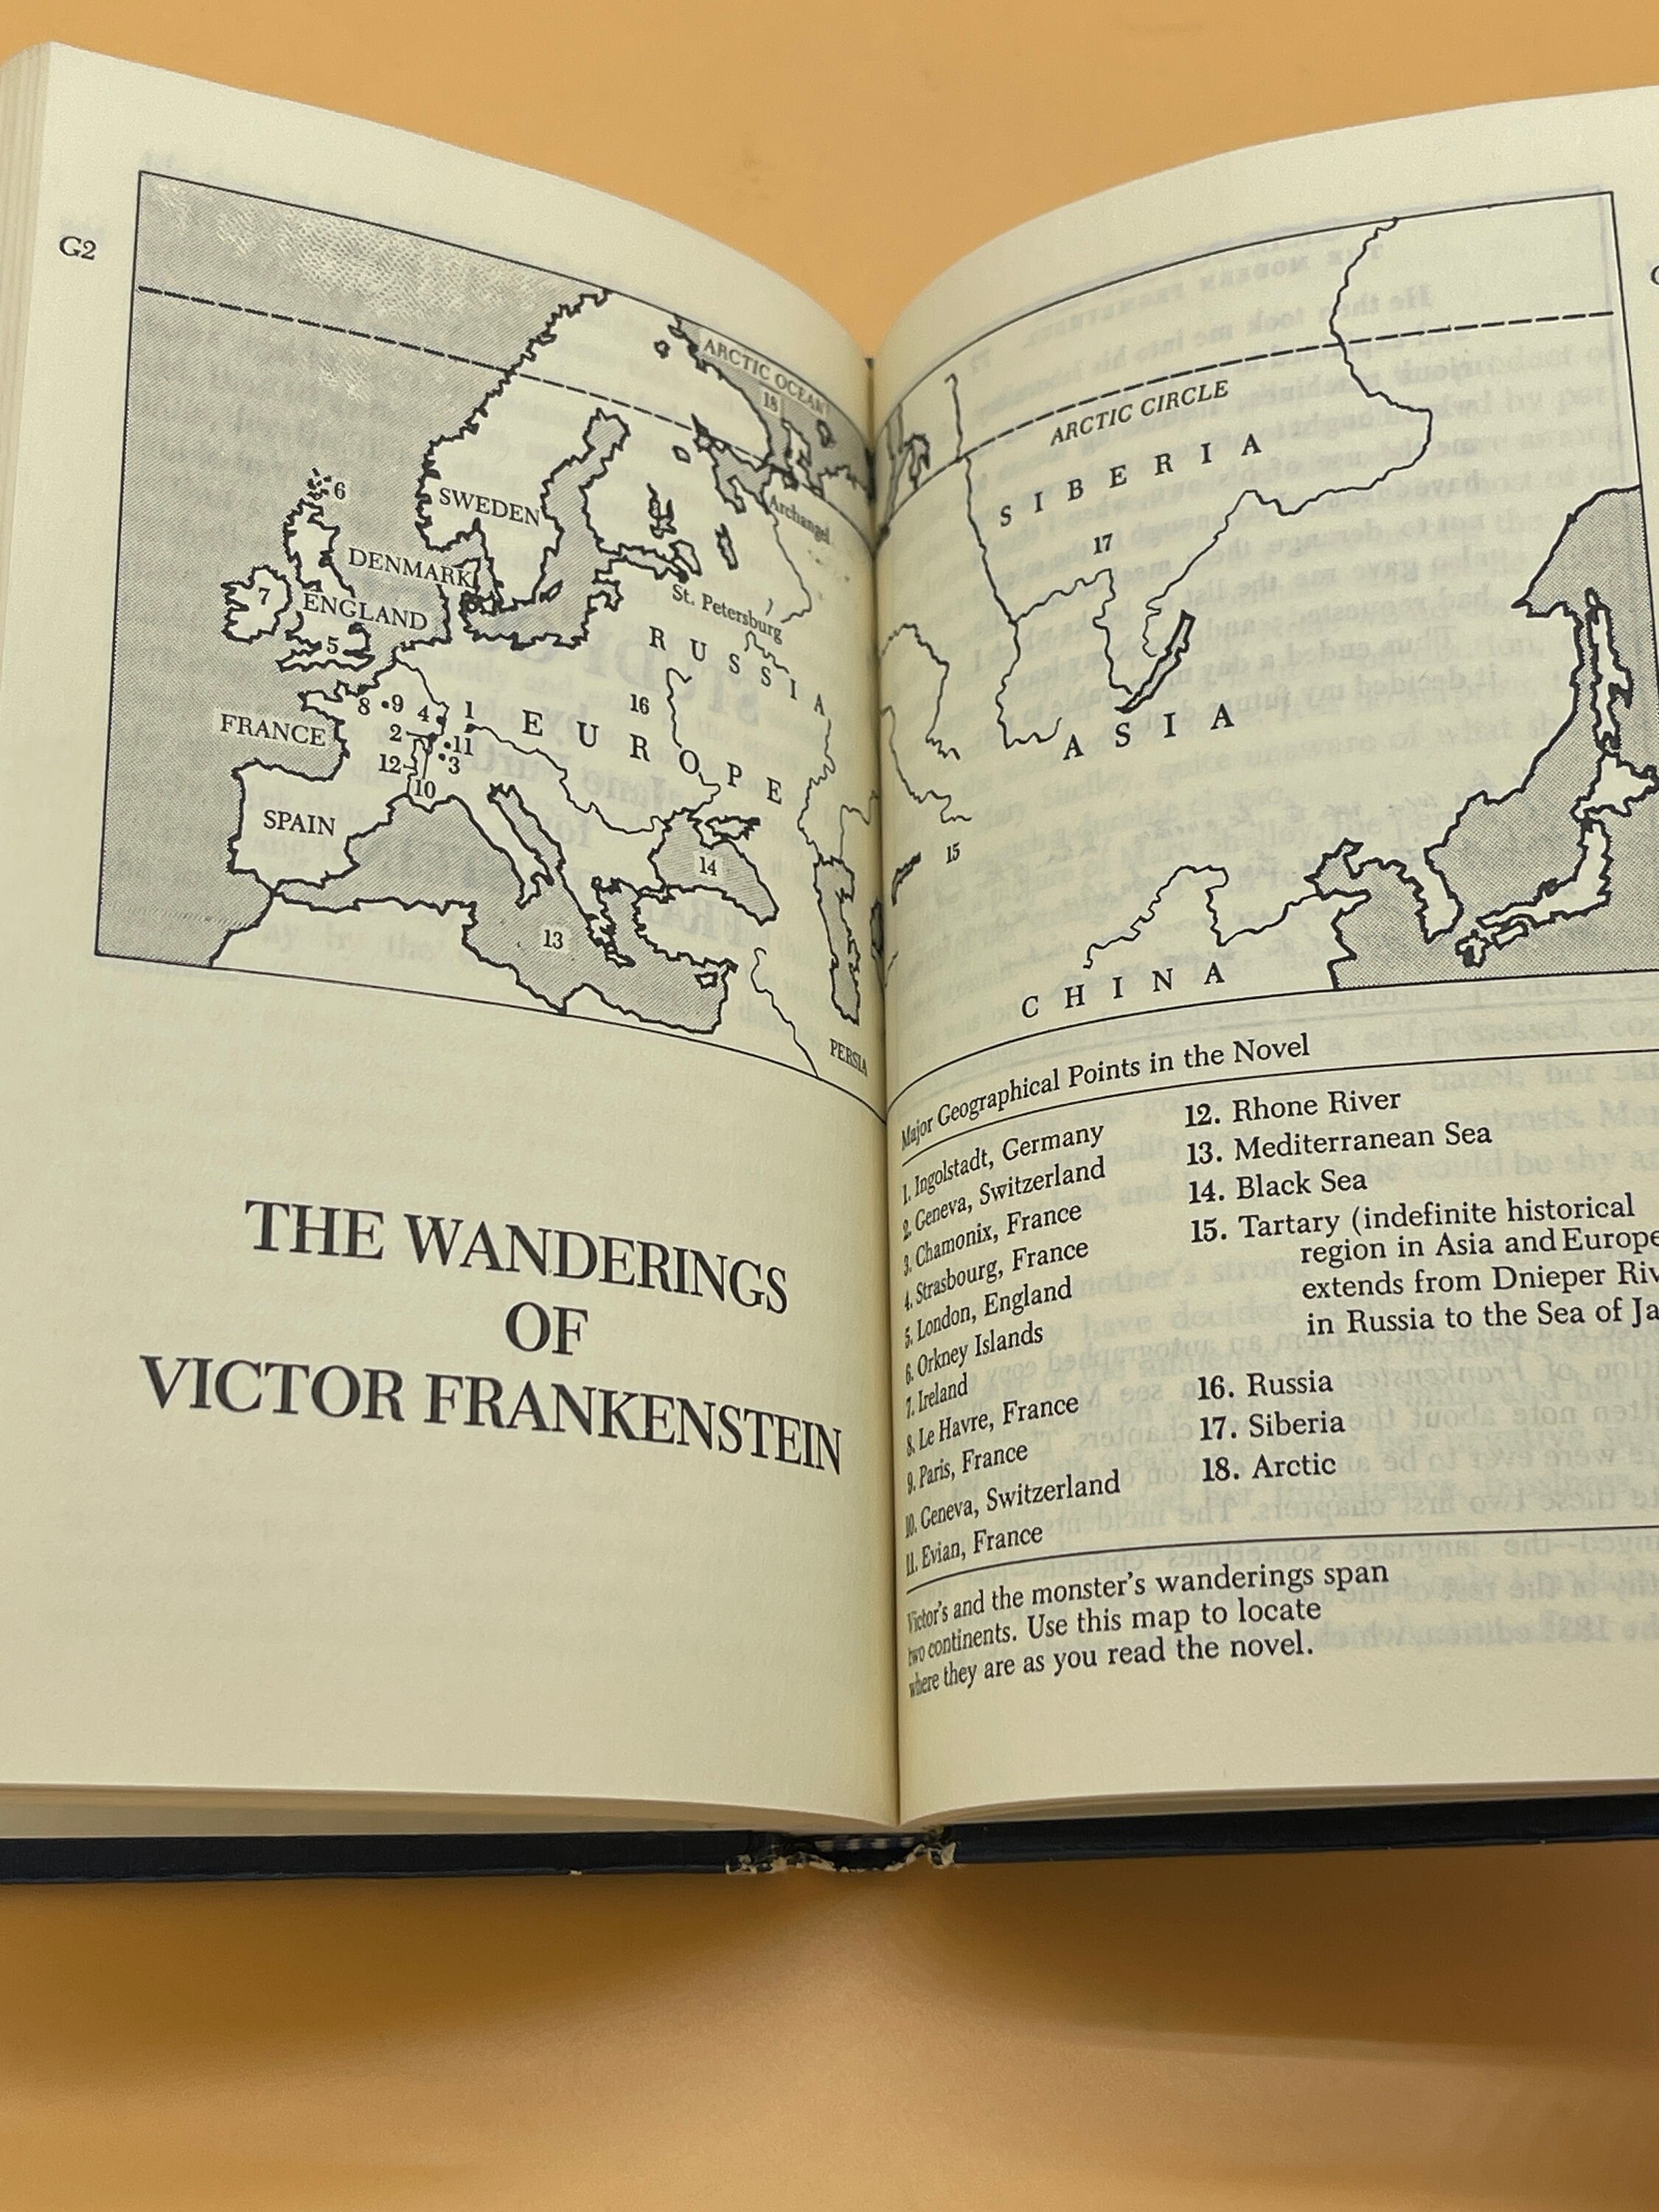 G2
ARCTIC OCEAN
18
6
SWEDEN
Archangel
DENMARK
7
ENGLAND
St. Petersburg
5
RUSSIA
16
8 9 4 1
EUROPE
FRANCE
2
11
12
3
10
SPAIN
14
13
PERSIA
THE WANDERINGS
OF
VICTOR FRANKENSTEIN
ARCTIC CIRCLE
SIBERIA
17
ASIA
15
CHINA
Major Geographical Points in the Novel
1. Ingolstadt, Germany
2. Geneva, Switzerland
3. Chamonix, France
4. Strasbourg, France
5. London, England
6. Orkney Islands
7. Ireland
8. Le Havre, France
9. Paris, France
10. Geneva, Switzerland
11. Evian, France
12. Rhone River
13. Mediterranean Sea
14. Black Sea
15. Tartary (indefinite historical
region in Asia and Europe
extends from Dnieper Riv
in Russia to the Sea of Ja
16. Russia
17. Siberia
18. Arctic
Victor's and the monster's wanderings span
two continents. Use this map to locate
where they are as you read the novel.